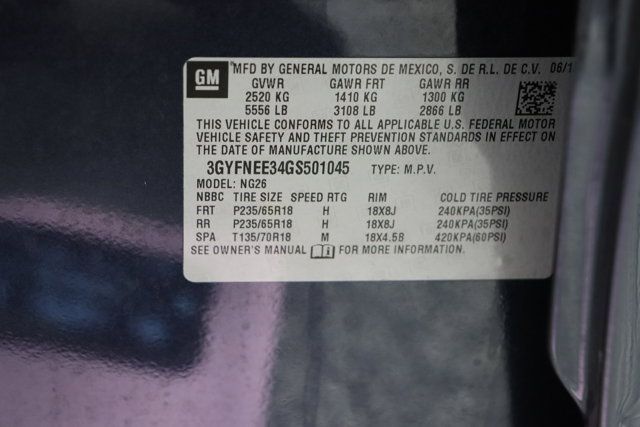 GM MFD BY GENERAL MOTORS DE MEXICO, S. DE R.L. DE C.V. 06/1
GVWR GAWR FRT GAWR RR
2520 KG 1410 KG 1300 KG
5556 LB 3108 LB 2866 LB
THIS VEHICLE CONFORMS TO ALL APPLICABLE U.S. FEDERAL MOTOR
VEHICLE SAFETY AND THEFT PREVENTION STANDARDS IN EFFECT ON
THE DATE OF MANUFACTURE SHOWN ABOVE.
3GYFNEE34GS501045 TYPE: M.P.V.
MODEL: NG26
NBBC TIRE SIZE SPEED RTG RIM COLD TIRE PRESSURE
FRT P235/65R18 H 18X8J 240KPA(35PSI)
RR P235/65R18 H 18X8J 240KPA(35PSI)
SPA T135/70R18 M 18X4.5B 420KPA(60PSI)
SEE OWNER'S MANUAL FOR MORE INFORMATION.